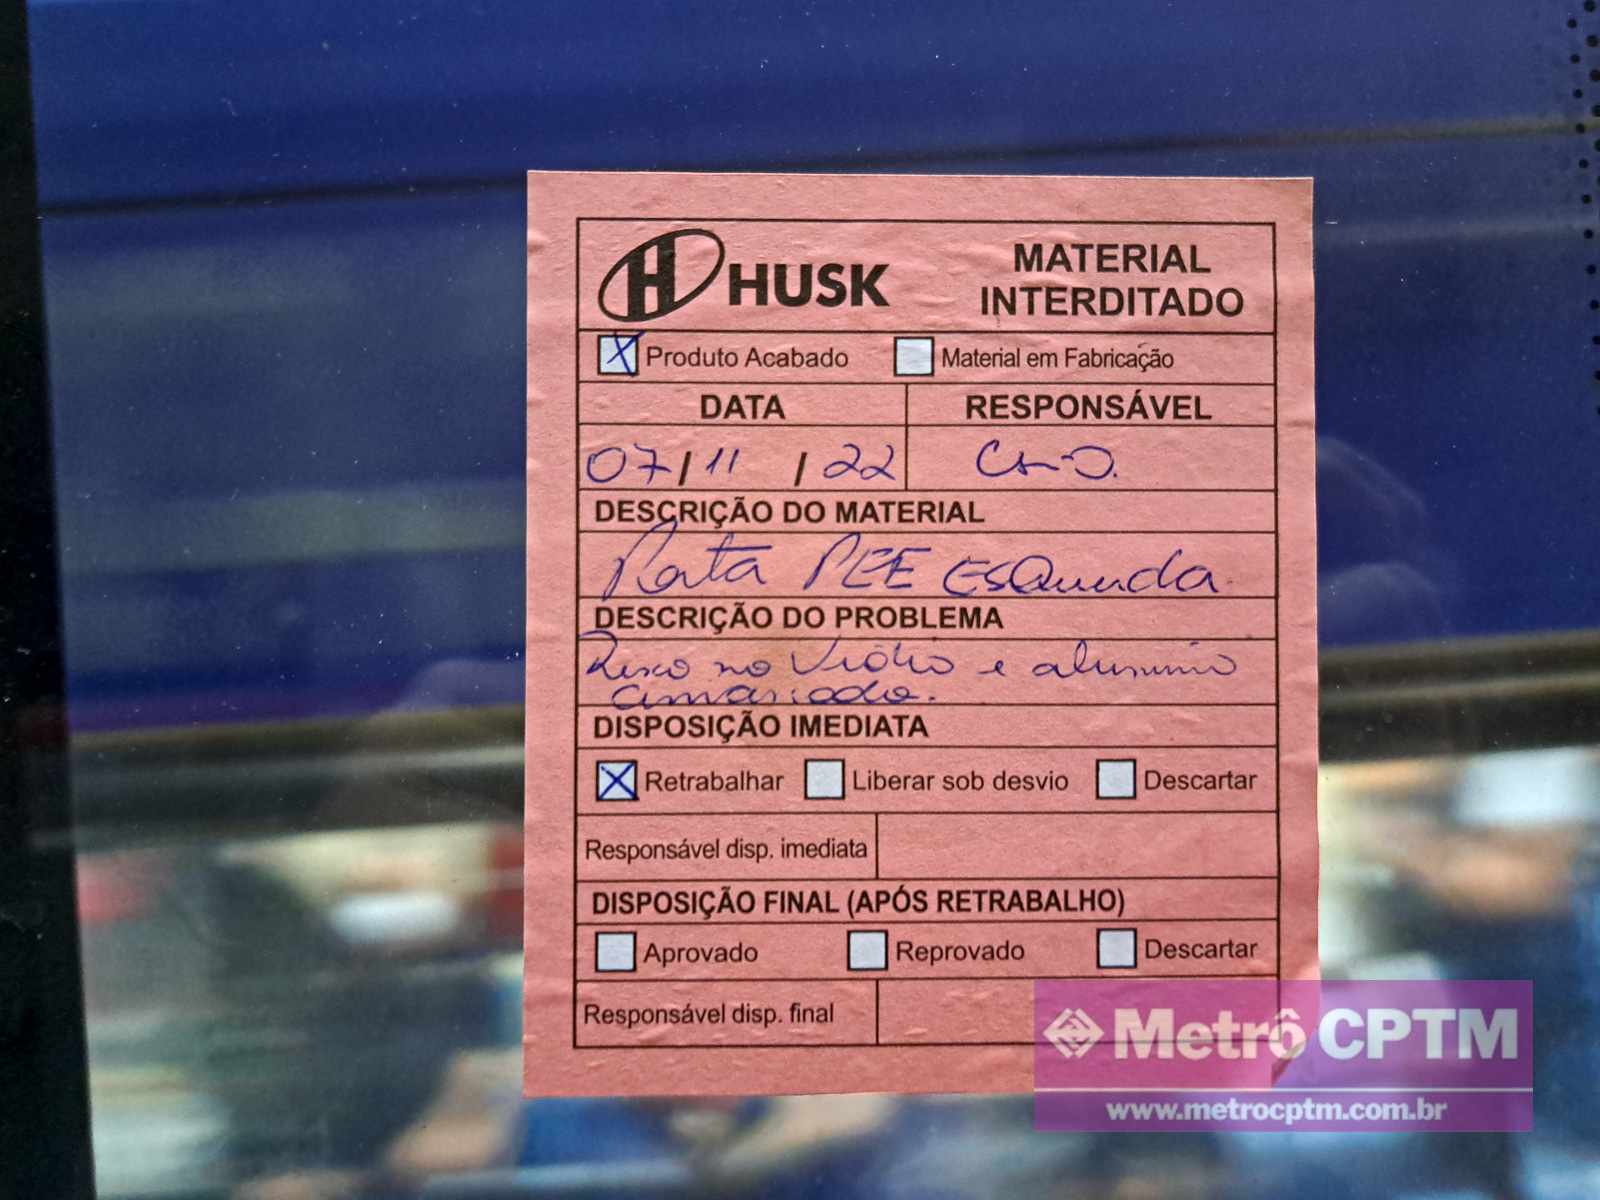 HUSK
MATERIAL
INTERDITADO
X Produto Acabado Material em Fabricação
DATA RESPONSÁVEL
07/11/22
DESCRIÇÃO DO MATERIAL
Porta PEE Esquerda.
DESCRIÇÃO DO PROBLEMA
Risco no vidro e alumínio
amassado.
DISPOSIÇÃO IMEDIATA
X Retrabalhar Liberar sob desvio Descartar
Responsável disp. imediata
DISPOSIÇÃO FINAL (APÓS RETRABALHO)
Aprovado Reprovado Descartar
Responsável disp. final
Metrô CPTM
www.metrocptm.com.br